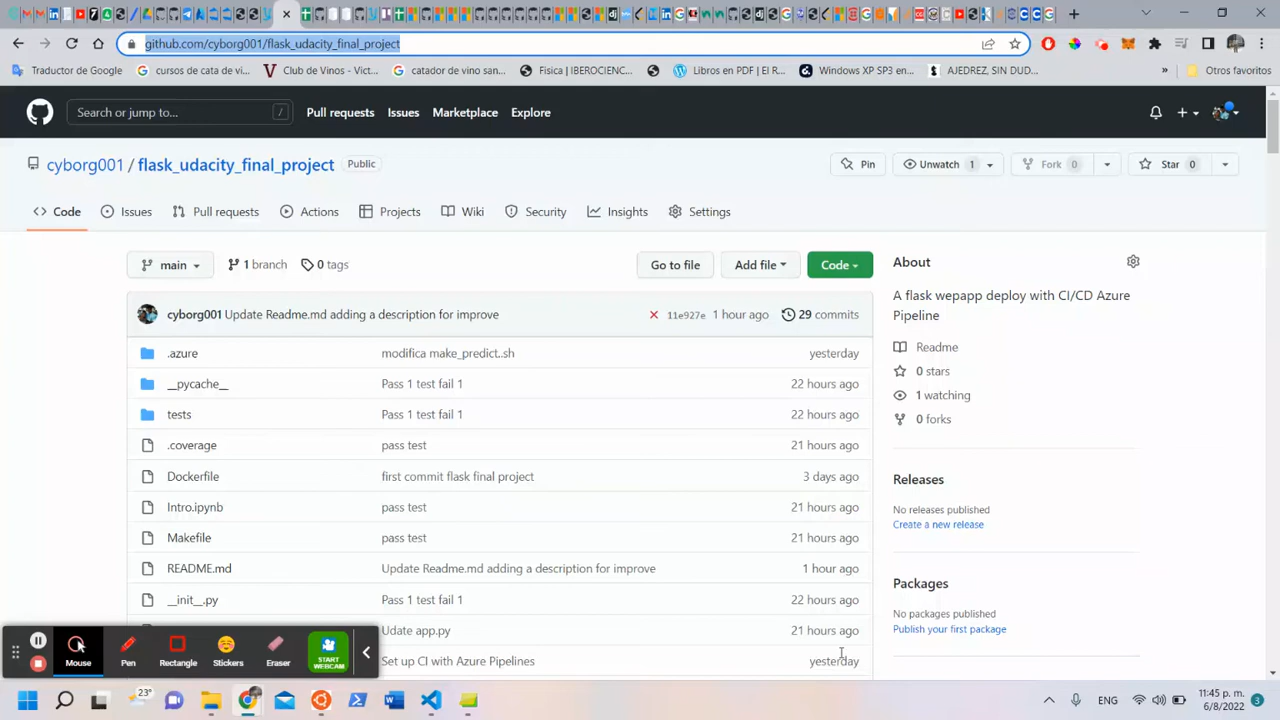 github.com/cyborg001/flask_udacity_final_project
Traductor de Google
cursos de cata de vi...
Club de Vinos - Vict...
catador de vino san...
Fisica | IBEROCIENC...
Libros en PDF | El R...
Windows XP SP3 en...
AJEDREZ, SIN DUD...
»
Otros favoritos
Search or jump to...
/
Pull requests
Issues
Marketplace
Explore
cyborg001 / flask_udacity_final_project
Public
Pin
Unwatch 1
Fork 0
Star 0
Code
Issues
Pull requests
Actions
Projects
Wiki
Security
Insights
Settings
main
1 branch
0 tags
Go to file
Add file
Code
cyborg001 Update Readme.md adding a description for improve
11e927e 1 hour ago
29 commits
.azure
modifica make_predict..sh
yesterday
__pycache__
Pass 1 test fail 1
22 hours ago
tests
Pass 1 test fail 1
22 hours ago
.coverage
pass test
21 hours ago
Dockerfile
first commit flask final project
3 days ago
Intro.ipynb
pass test
21 hours ago
Makefile
pass test
21 hours ago
README.md
Update Readme.md adding a description for improve
1 hour ago
__init__.py
Pass 1 test fail 1
22 hours ago
Udate app.py
21 hours ago
Set up CI with Azure Pipelines
yesterday
About
A flask wepapp deploy with CI/CD Azure
Pipeline
Readme
0 stars
1 watching
0 forks
Releases
No releases published
Create a new release
Packages
No packages published
Publish your first package
Mouse
Pen
Rectangle
Stickers
Eraser
START
WEBCAM
23°
ENG
11:45 p. m.
6/8/2022
3